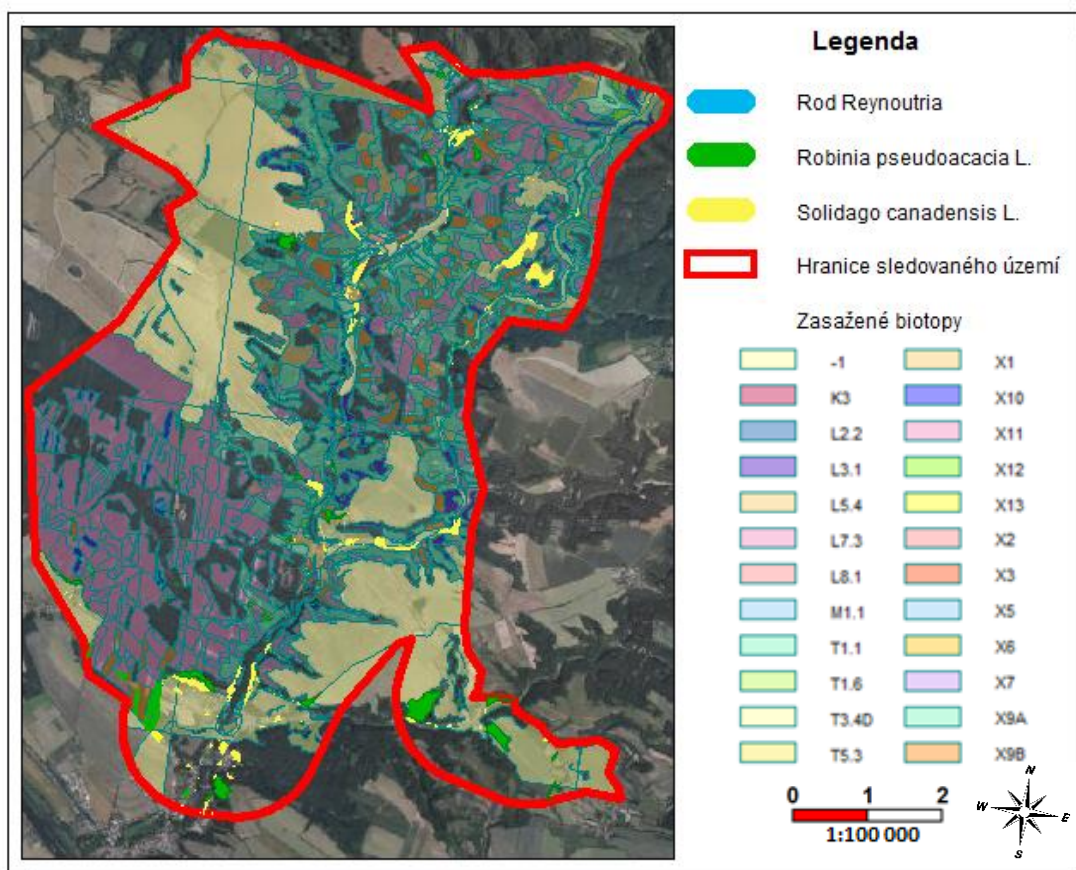 Legenda
Rod Reynoutria
Robinia pseudoacacia L.
Solidago canadensis L.
Hranice sledovaného území
Zasažené biotopy
-1 X1
K3 X10
L2.2 X11
L3.1 X12
L5.4 X13
L7.3 X2
L8.1 X3
M1.1 X5
T1.1 X6
T1.6 X7
T3.4D X9A
T5.3 X9B
0 1 2
1:100 000
N
W E
S